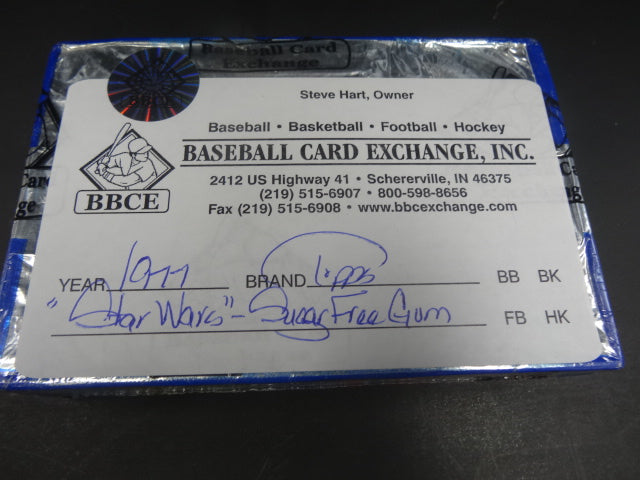 Baseball Card
Exchange
Steve Hart, Owner
Baseball • Basketball • Football • Hockey
BASEBALL CARD EXCHANGE, INC.
BBCE
2412 US Highway 41 • Schererville, IN 46375
(219) 515-6907 • 800-598-8656
Fax (219) 515-6908 • www.bbcexchange.com
YEAR 1977 BRAND Topps BB BK
"Star Wars" - Sugar Free Gum FB HK